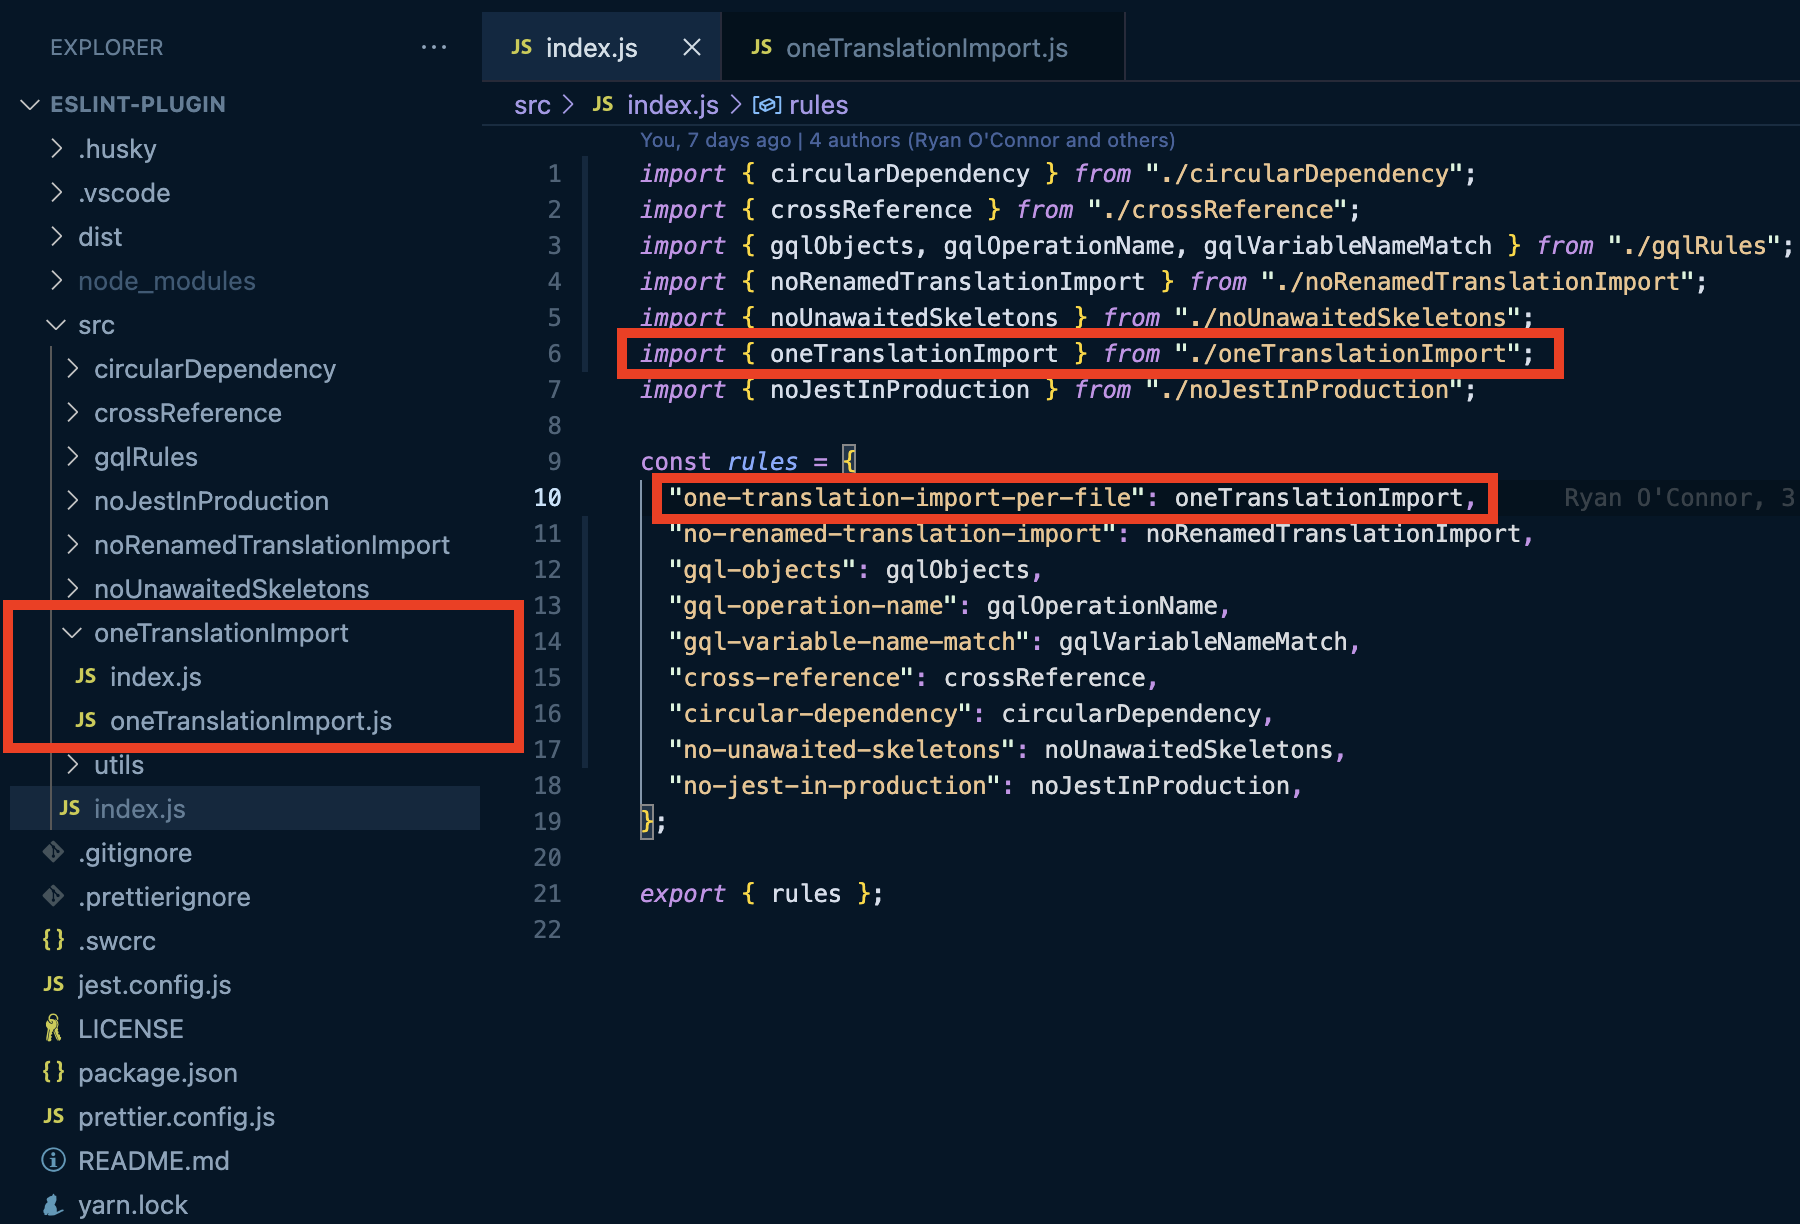 EXPLORER ...
ESLINT-PLUGIN
.husky
.vscode
dist
node_modules
src
circularDependency
crossReference
gqlRules
noJestInProduction
noRenamedTranslationImport
noUnawaitedSkeletons
oneTranslationImport
JS index.js
JS oneTranslationImport.js
utils
JS index.js
.gitignore
.prettierignore
{} .swcrc
JS jest.config.js
LICENSE
{} package.json
JS prettier.config.js
README.md
yarn.lock
JS index.js × JS oneTranslationImport.js
src > JS index.js > rules
You, 7 days ago | 4 authors (Ryan O'Connor and others)
1 import { circularDependency } from "./circularDependency";
2 import { crossReference } from "./crossReference";
3 import { gqlObjects, gqlOperationName, gqlVariableNameMatch } from "./gqlRules";
4 import { noRenamedTranslationImport } from "./noRenamedTranslationImport";
5 import { noUnawaitedSkeletons } from "./noUnawaitedSkeletons";
6 import { oneTranslationImport } from "./oneTranslationImport";
7 import { noJestInProduction } from "./noJestInProduction";
8
9 const rules = {
10 "one-translation-import-per-file": oneTranslationImport, Ryan O'Connor, 3
11 "no-renamed-translation-import": noRenamedTranslationImport,
12 "gql-objects": gqlObjects,
13 "gql-operation-name": gqlOperationName,
14 "gql-variable-name-match": gqlVariableNameMatch,
15 "cross-reference": crossReference,
16 "circular-dependency": circularDependency,
17 "no-unawaited-skeletons": noUnawaitedSkeletons,
18 "no-jest-in-production": noJestInProduction,
19 };
20
21 export { rules };
22